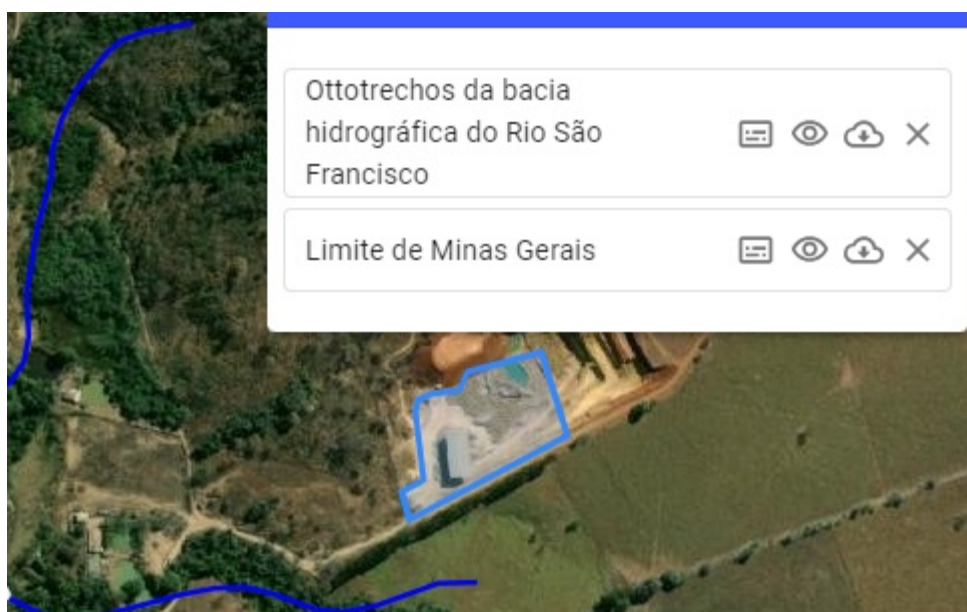 Ottotrechos da bacia
hidrográfica do Rio São
Francisco
Limite de Minas Gerais